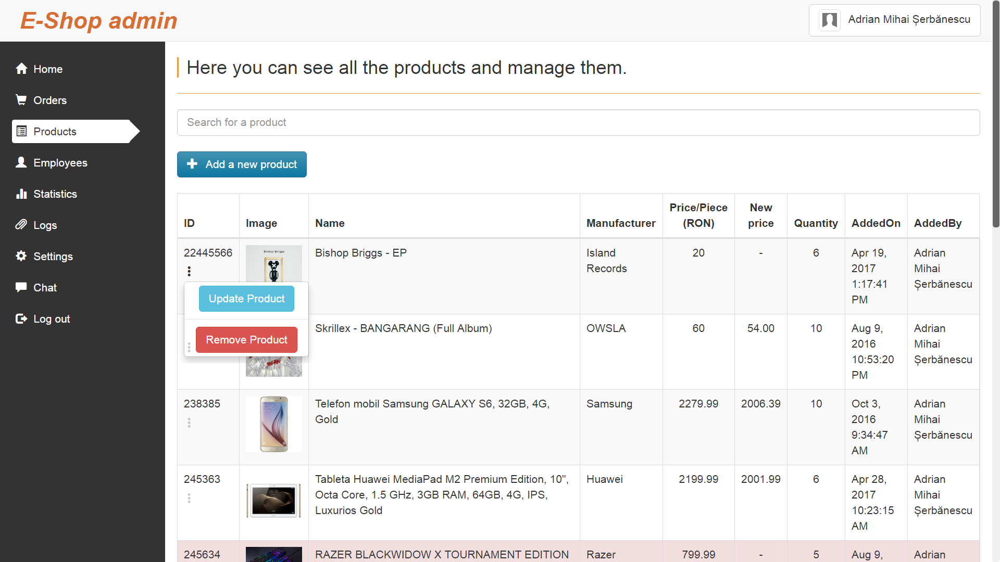 E-Shop admin
Adrian Mihai Șerbănescu
Home
Orders
Products
Employees
Statistics
Logs
Settings
Chat
Log out
Here you can see all the products and manage them.
Search for a product
Add a new product
ID Image Name Manufacturer Price/Piece (RON) New price Quantity AddedOn AddedBy
22445566 Bishop Briggs Bishop Briggs - EP Island Records 20 - 6 Apr 19, 2017 1:17:41 PM Adrian Mihai Șerbănescu
Update Product
Remove Product
Skrillex - BANGARANG (Full Album) OWSLA 60 54.00 10 Aug 9, 2016 10:53:20 PM Adrian Mihai Șerbănescu
238385 Telefon mobil Samsung GALAXY S6, 32GB, 4G, Gold Samsung 2279.99 2006.39 10 Oct 3, 2016 9:34:47 AM Adrian Mihai Șerbănescu
245363 Tableta Huawei MediaPad M2 Premium Edition, 10", Octa Core, 1.5 GHz, 3GB RAM, 64GB, 4G, IPS, Luxurios Gold Huawei 2199.99 2001.99 6 Apr 28, 2017 10:23:15 AM Adrian Mihai Șerbănescu
245634 RAZER BLACKWIDOW X TOURNAMENT EDITION Razer 799.99 - 5 Aug 9, Adrian